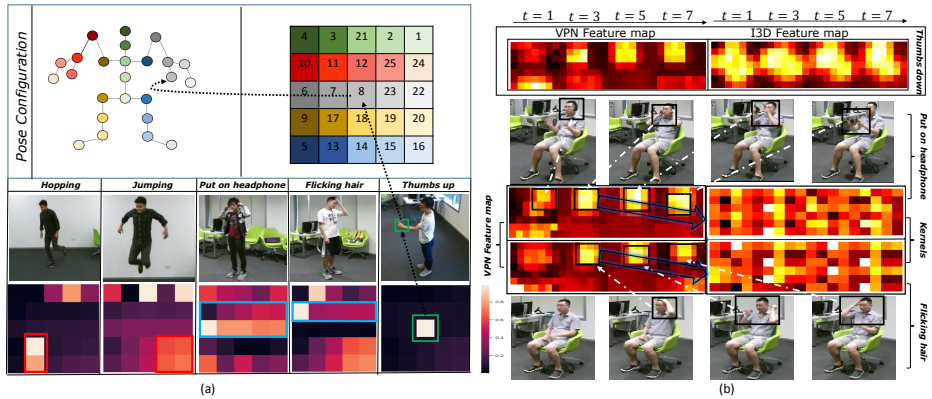 Pose Configuration
4 3 21 2 1
10 11 12 25 24
6 7 8 23 22
9 17 18 19 20
5 13 14 15 16
Hopping
Jumping
Put on headphone
Flicking hair
Thumbs up
0.8
0.6
0.4
0.2
(a)
t = 1 t = 3 t = 5 t = 7 t = 1 t = 3 t = 5 t = 7
VPN Feature map
I3D Feature map
Thumbs down
Put on headphone
VPN Feature map
Kernels
Flicking hair
(b)